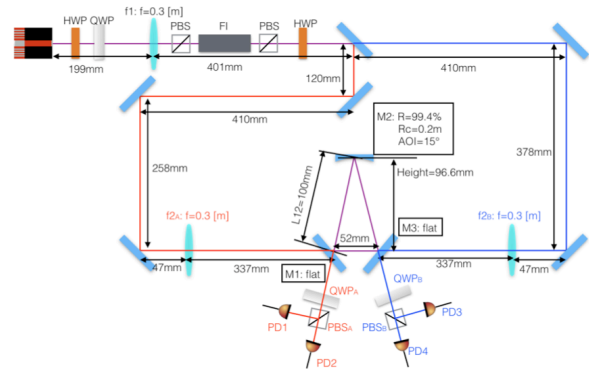 f1: f=0.3 [m]
HWP QWP PBS FI PBS HWP
199mm 401mm
120mm 410mm
410mm
M2: R=99.4%
Rc=0.2m
AOI=15°
258mm
378mm
L12=100mm
Height=96.6mm
f2A: f=0.3 [m]
52mm
M3: flat
f2B: f=0.3 [m]
47mm 337mm 337mm 47mm
M1: flat
QWPA QWPB
PD1 PBSA PBSB PD3
PD2 PD4